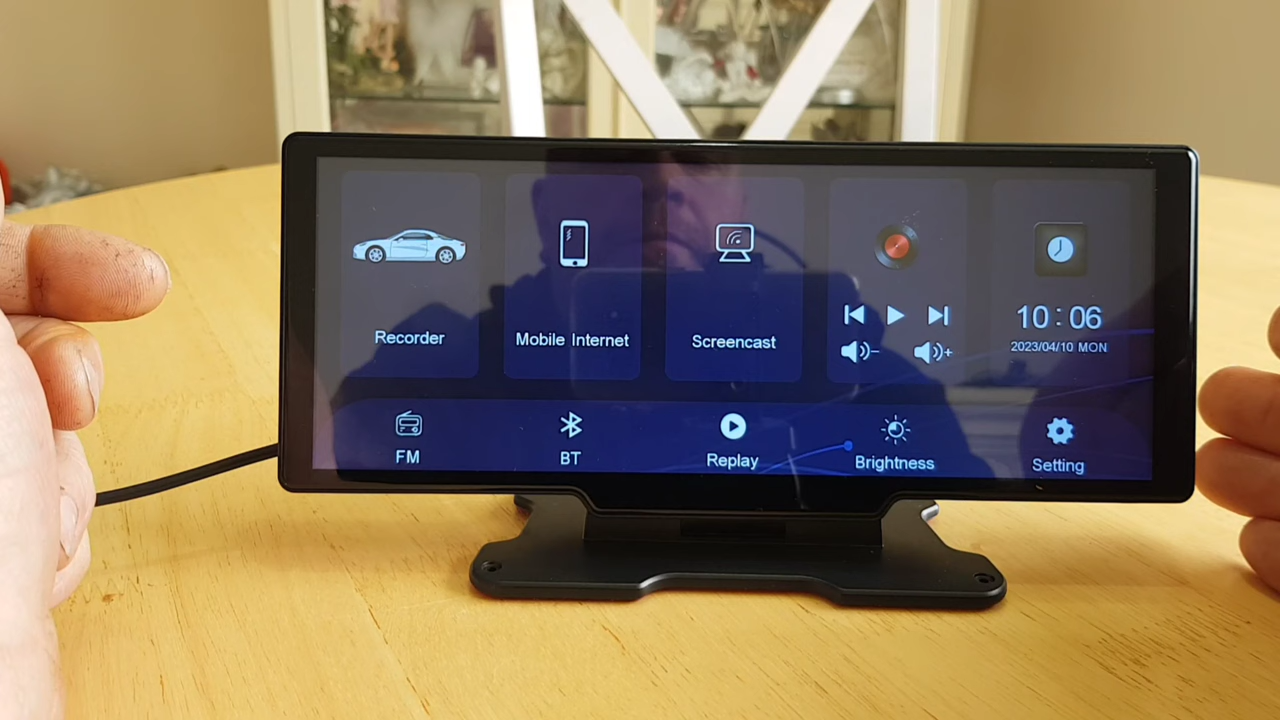 Recorder
Mobile Internet
Screencast
10:06
2023/04/10 MON
FM
BT
Replay
Brightness
Setting